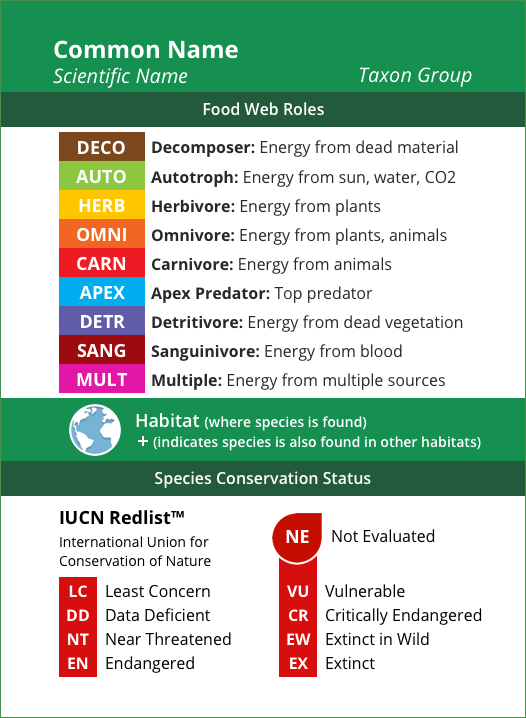 Common Name
Scientific Name
Taxon Group
Food Web Roles
DECO Decomposer: Energy from dead material
AUTO Autotroph: Energy from sun, water, CO2
HERB Herbivore: Energy from plants
OMNI Omnivore: Energy from plants, animals
CARN Carnivore: Energy from animals
APEX Apex Predator: Top predator
DETR Detritivore: Energy from dead vegetation
SANG Sanguinivore: Energy from blood
MULT Multiple: Energy from multiple sources
Habitat (where species is found)
+ (indicates species is also found in other habitats)
Species Conservation Status
IUCN Redlist™
International Union for
Conservation of Nature
LC Least Concern
DD Data Deficient
NT Near Threatened
EN Endangered
NE Not Evaluated
VU Vulnerable
CR Critically Endangered
EW Extinct in Wild
EX Extinct